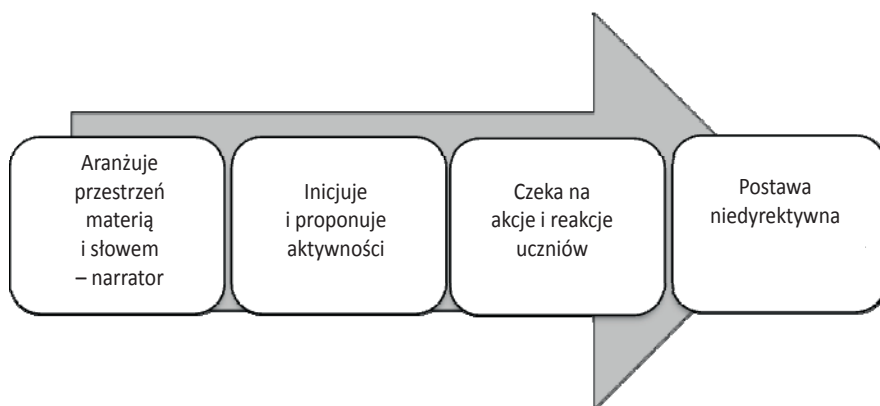 Aranżuje
przestrzeń
materią
i słowem
– narrator
Inicjuje
i proponuje
aktywności
Czeka na
akcje i reakcje
uczniów
Postawa
niedyrektywna